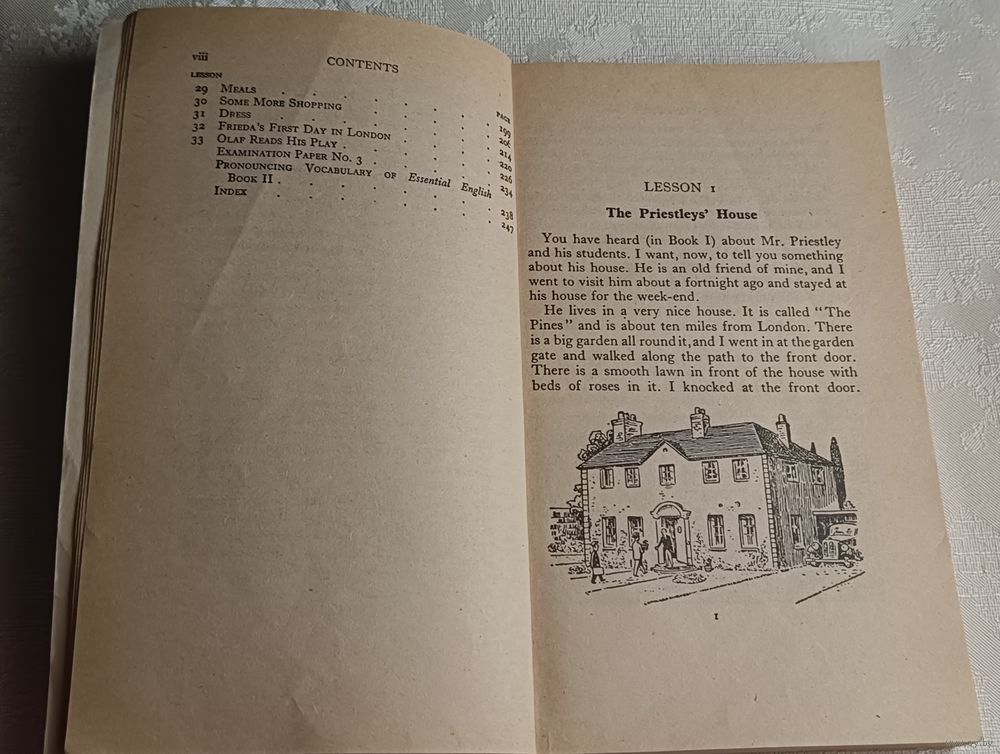 viii
CONTENTS
LESSON
PAGE
29 MEALS . . . . . . . . 199
30 SOME MORE SHOPPING . . . . 206
31 DRESS . . . . . . . . 214
32 FRIEDA'S FIRST DAY IN LONDON . . . . 220
33 OLAF READS HIS PLAY . . . . . 226
EXAMINATION PAPER NO. 3 . . . . 234
PRONOUNCING VOCABULARY OF Essential English
BOOK II . . . . . . . 238
INDEX . . . . . . . 247
LESSON 1
The Priestleys' House
You have heard (in Book I) about Mr. Priestley
and his students. I want, now, to tell you something
about his house. He is an old friend of mine, and I
went to visit him about a fortnight ago and stayed at
his house for the week-end.
He lives in a very nice house. It is called "The
Pines" and is about ten miles from London. There
is a big garden all round it, and I went in at the garden
gate and walked along the path to the front door.
There is a smooth lawn in front of the house with
beds of roses in it. I knocked at the front door.
1